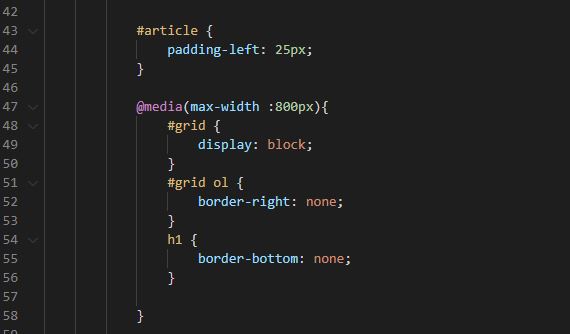 42
43 #article {
44 padding-left: 25px;
45 }
46
47 @media(max-width :800px){
48 #grid {
49 display: block;
50 }
51 #grid ol {
52 border-right: none;
53 }
54 h1 {
55 border-bottom: none;
56 }
57
58 }